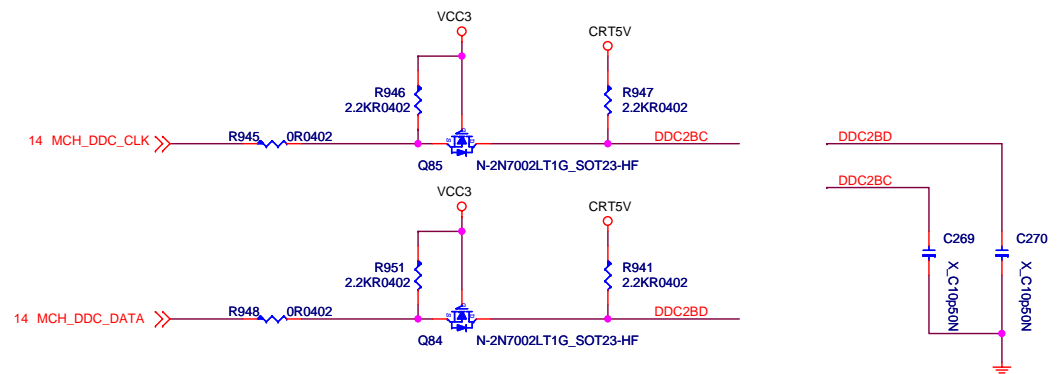 VCC3
CRT5V
R946
2.2KR0402
R947
2.2KR0402
14 MCH_DDC_CLK
R945
0R0402
DDC2BC
Q85
N-2N7002LT1G_SOT23-HF
DDC2BD
DDC2BC
VCC3
CRT5V
R951
2.2KR0402
R941
2.2KR0402
14 MCH_DDC_DATA
R948
0R0402
DDC2BD
Q84
N-2N7002LT1G_SOT23-HF
C269
X_C10p50N
C270
X_C10p50N